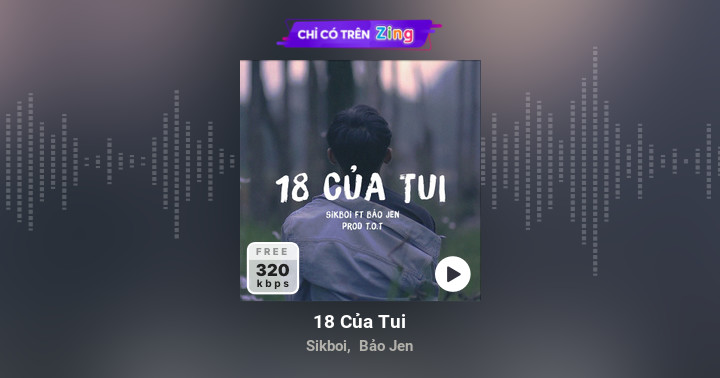 CHỈ CÓ TRÊN Zing
18 CỦA TUI
SIKBOI FT BẢO JEN
PROD T.O.T
FREE
320
kbps
18 Của Tui
Sikboi, Bảo Jen